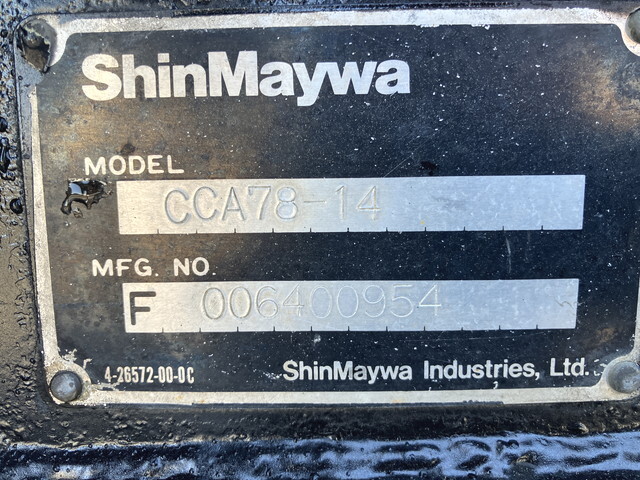 ShinMaywa
MODEL
CCA78-14
MFG. NO.
F 006400954
4-26572-00-0C
ShinMaywa Industries, Ltd.